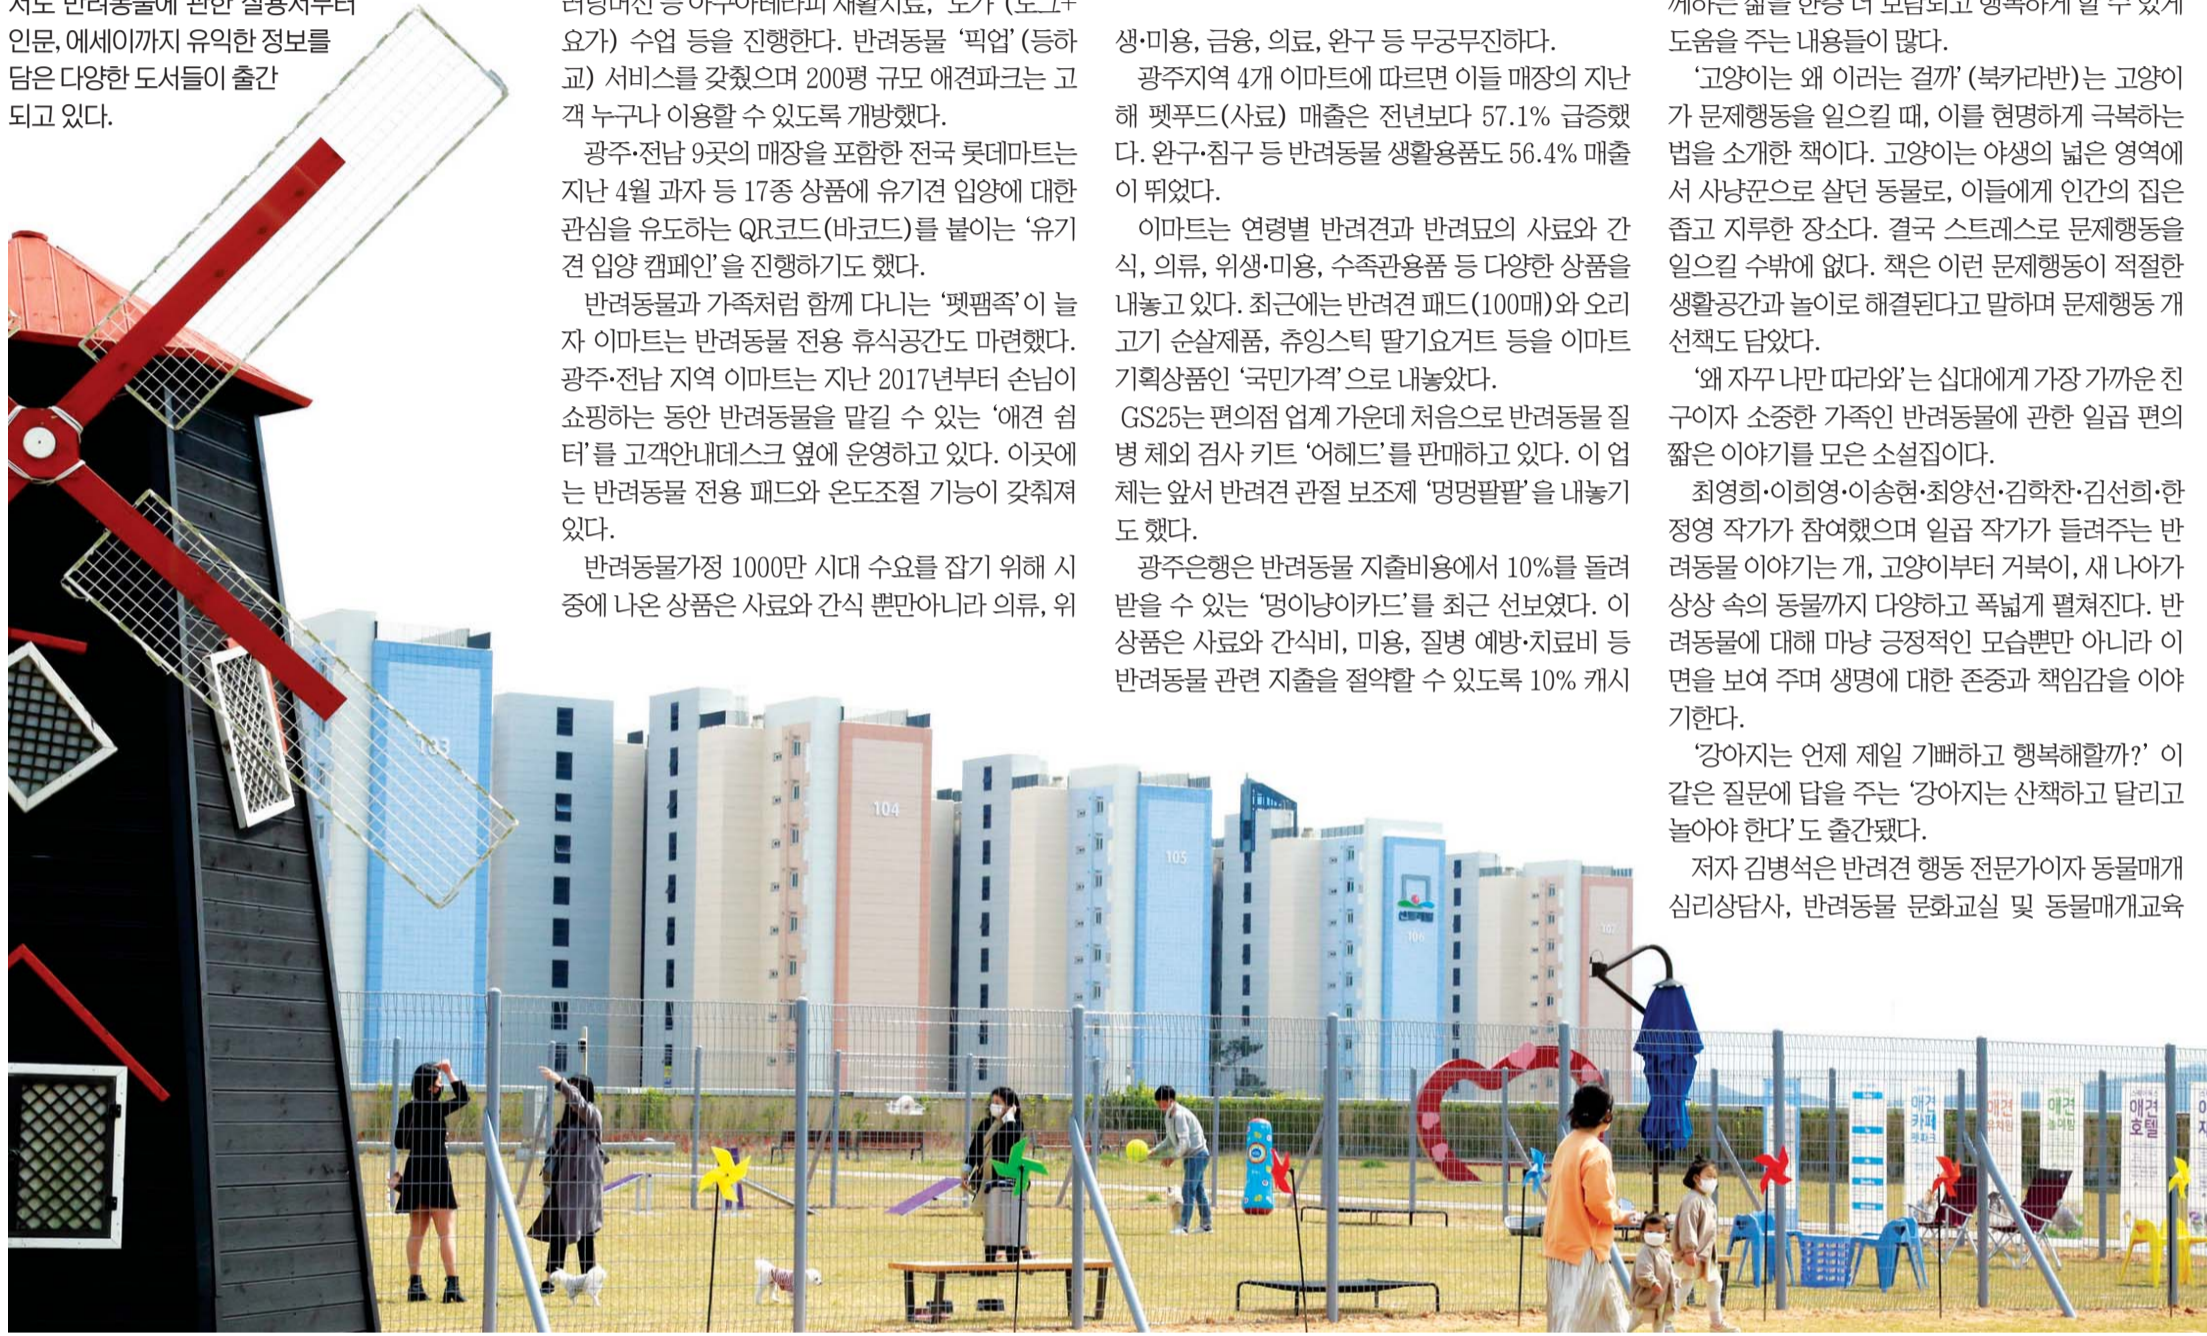 저도 반려동물에 관한 실용서부터
인문, 에세이까지 유익한 정보를
담은 다양한 도서들이 출간
되고 있다.
요가) 수업 등을 진행한다. 반려동물 ‘픽업’(등하
교) 서비스를 갖췄으며 200평 규모 애견파크는 고
객 누구나 이용할 수 있도록 개방했다.
광주·전남 9곳의 매장을 포함한 전국 롯데마트는
지난 4월 과자 등 17종 상품에 유기견 입양에 대한
관심을 유도하는 QR코드(바코드)를 붙이는 ‘유기
견 입양 캠페인’을 진행하기도 했다.
반려동물과 가족처럼 함께 다니는 ‘펫팸족’이 늘
자 이마트는 반려동물 전용 휴식공간도 마련했다.
광주·전남 지역 이마트는 지난 2017년부터 손님이
쇼핑하는 동안 반려동물을 맡길 수 있는 ‘애견 쉼
터’를 고객안내데스크 옆에 운영하고 있다. 이곳에
는 반려동물 전용 패드와 온도조절 기능이 갖춰져
있다.
반려동물가정 1000만 시대 수요를 잡기 위해 시
중에 나온 상품은 사료와 간식 뿐만아니라 의류, 위
생·미용, 금융, 의료, 완구 등 무궁무진하다.
광주지역 4개 이마트에 따르면 이들 매장의 지난
해 펫푸드(사료) 매출은 전년보다 57.1% 급증했
다. 완구·침구 등 반려동물 생활용품도 56.4% 매출
이 뛰었다.
이마트는 연령별 반려견과 반려묘의 사료와 간
식, 의류, 위생·미용, 수족관용품 등 다양한 상품을
내놓고 있다. 최근에는 반려견 패드(100매)와 오리
고기 순살제품, 츄잉스틱 딸기요거트 등을 이마트
기획상품인 ‘국민가격’으로 내놓았다.
GS25는 편의점 업계 가운데 처음으로 반려동물 질
병 체외 검사 키트 ‘어헤드’를 판매하고 있다. 이 업
체는 앞서 반려견 관절 보조제 ‘멍멍팔팔’을 내놓기
도 했다.
광주은행은 반려동물 지출비용에서 10%를 돌려
받을 수 있는 ‘멍이냥이카드’를 최근 선보였다. 이
상품은 사료와 간식비, 미용, 질병 예방·치료비 등
반려동물 관련 지출을 절약할 수 있도록 10% 캐시
께하는 삶을 한층 더 보람되고 행복하게 할 수 있게
도움을 주는 내용들이 많다.
‘고양이는 왜 이러는 걸까’(북카라반)는 고양이
가 문제행동을 일으킬 때, 이를 현명하게 극복하는
법을 소개한 책이다. 고양이는 야생의 넓은 영역에
서 사냥꾼으로 살던 동물로, 이들에게 인간의 집은
좁고 지루한 장소다. 결국 스트레스로 문제행동을
일으킬 수밖에 없다. 책은 이런 문제행동이 적절한
생활공간과 놀이로 해결된다고 말하며 문제행동 개
선책도 담았다.
‘왜 자꾸 나만 따라와’는 십대에게 가장 가까운 친
구이자 소중한 가족인 반려동물에 관한 일곱 편의
짧은 이야기를 모은 소설집이다.
최영희·이희영·이송현·최양선·김학찬·김선희·한
정영 작가가 참여했으며 일곱 작가가 들려주는 반
려동물 이야기는 개, 고양이부터 거북이, 새 나아가
상상 속의 동물까지 다양하고 폭넓게 펼쳐진다. 반
려동물에 대해 마냥 긍정적인 모습뿐만 아니라 이
면을 보여 주며 생명에 대한 존중과 책임감을 이야
기한다.
‘강아지는 언제 제일 기뻐하고 행복해할까?’ 이
같은 질문에 답을 주는 ‘강아지는 산책하고 달리고
놀아야 한다’도 출간됐다.
저자 김병석은 반려견 행동 전문가이자 동물매개
심리상담사, 반려동물 문화교실 및 동물매개교육
103
104
105
106
107
애견
카페
애견
애견
애견
호텔